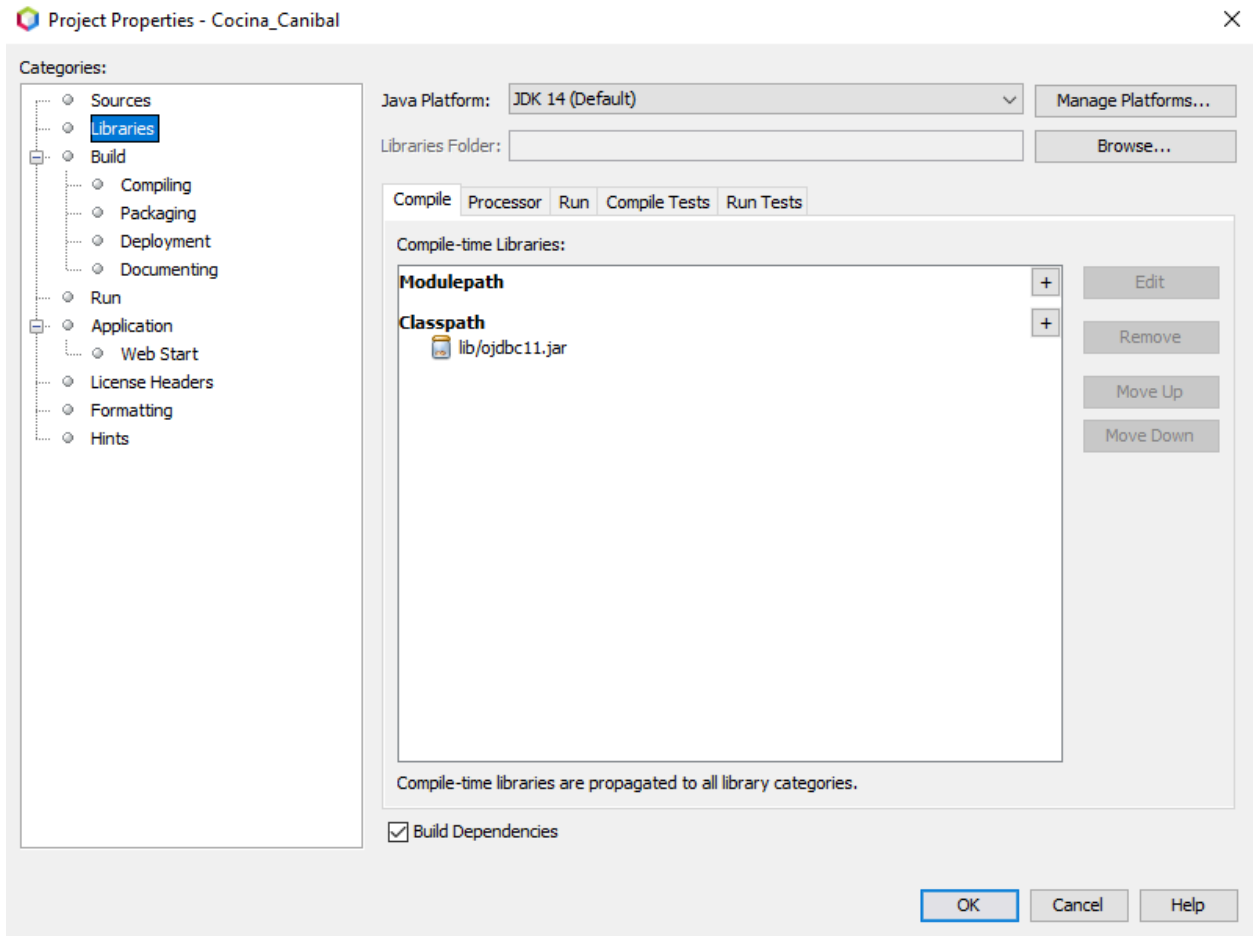 Project Properties - Cocina_Canibal
Categories:
Sources
Libraries
Build
Compiling
Packaging
Deployment
Documenting
Run
Application
Web Start
License Headers
Formatting
Hints
Java Platform: JDK 14 (Default) Manage Platforms...
Libraries Folder: Browse...
Compile Processor Run Compile Tests Run Tests
Compile-time Libraries:
Modulepath +
Classpath +
lib/ojdbc11.jar
Edit
Remove
Move Up
Move Down
Compile-time libraries are propagated to all library categories.
Build Dependencies
OK Cancel Help